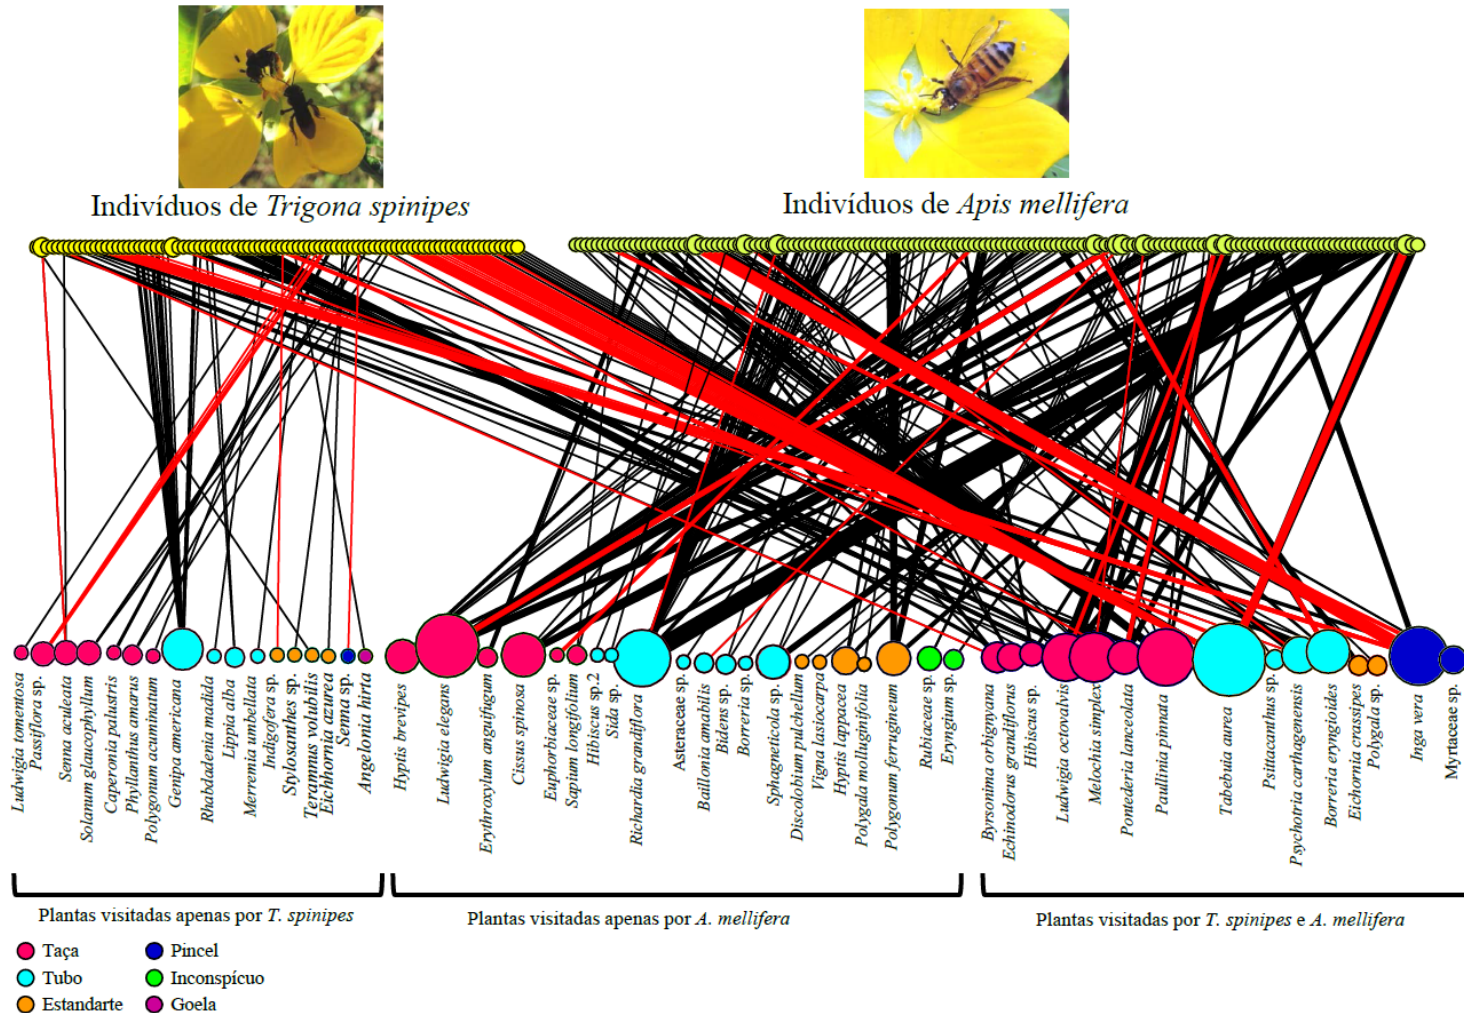 Indivíduos de Trigona spinipes
Indivíduos de Apis mellifera
Ludwigia tomentosa
Passiflora sp.
Senna aculeata
Solanum glaucophyllum
Caperonia palustris
Phyllanthus amarus
Polygonum acuminatum
Genipa americana
Rhabdadenia madida
Lippia alba
Merremia umbellata
Indigofera sp.
Stylosanthes sp.
Teramnus volubilis
Eichhornia azurea
Senna sp.
Angelonia hirta
Hyptis brevipes
Ludwigia elegans
Erythroxylum anguifugum
Cissus spinosa
Euphorbiaceae sp.
Sapium longifolium
Hibiscus sp.2
Sida sp.
Richardia grandiflora
Asteraceae sp.
Baillonia amabilis
Bidens sp.
Borreria sp.
Sphagneticola sp.
Discolobium pulchellum
Vigna lasiocarpa
Hyptis lappacea
Polygala molluginifolia
Polygonum ferrugineum
Rubiaceae sp.
Eryngium sp.
Byrsonima orbignyana
Echinodorus grandiflorus
Hibiscus sp.
Ludwigia octovalvis
Melochia simplex
Pontederia lanceolata
Paullinia pinnata
Tabebuia aurea
Psittacanthus sp.
Psychotria carthagenensis
Borreria eryngioides
Eichornia crassipes
Polygala sp.
Inga vera
Myrtaceae sp.
Plantas visitadas apenas por T. spinipes
Plantas visitadas apenas por A. mellifera
Plantas visitadas por T. spinipes e A. mellifera
Taça
Pincel
Tubo
Inconspícuo
Estandarte
Goela